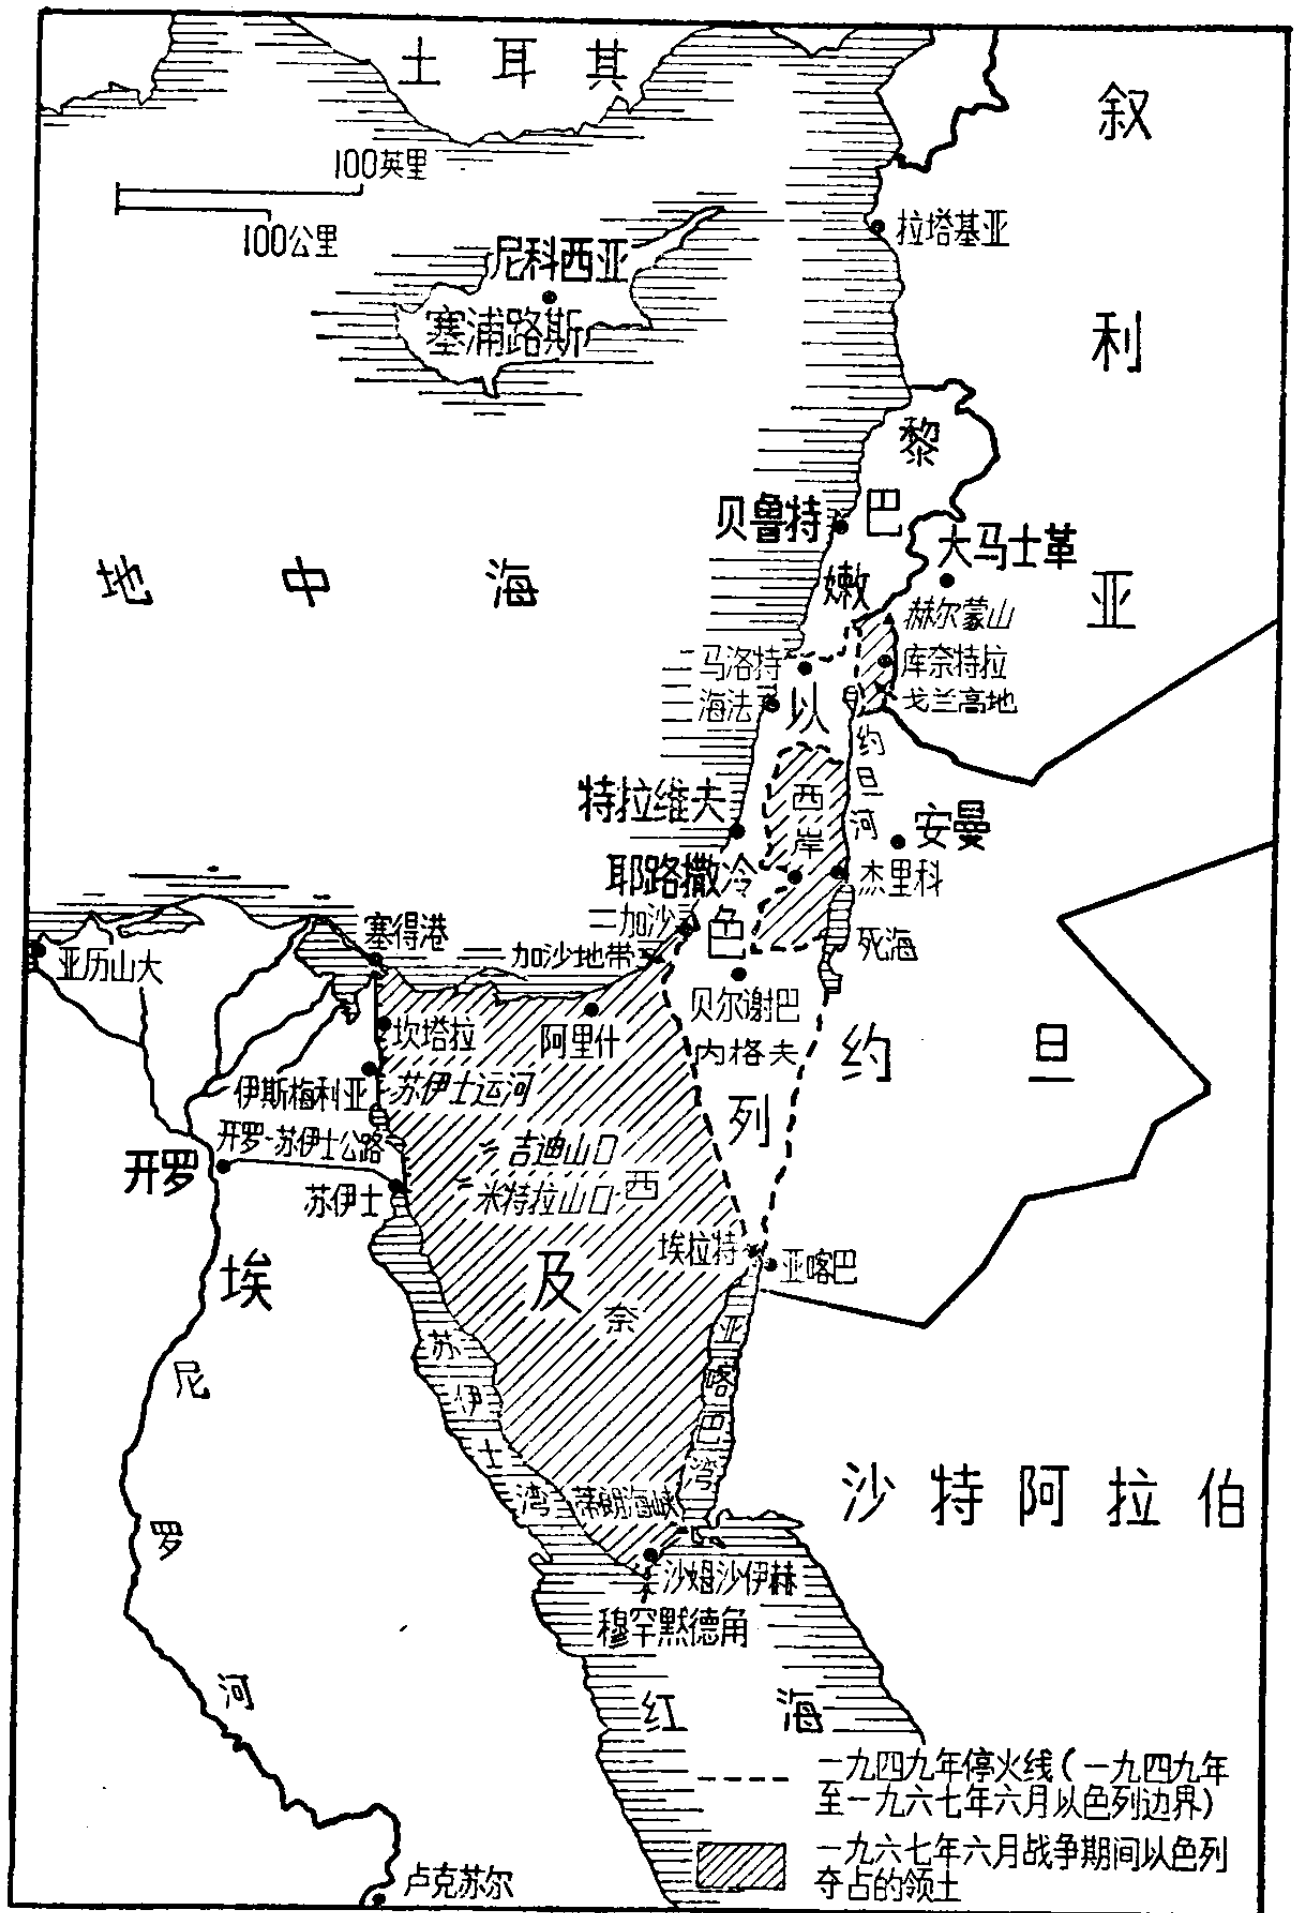 土耳其
叙利亚
100英里
100公里
拉塔基亚
尼科西亚
塞浦路斯
黎巴嫩
贝鲁特
大马士革
地中海
赫尔蒙山
马洛特
库奈特拉
海法
戈兰高地
以色列
约旦河
特拉维夫
西岸
安曼
耶路撒冷
杰里科
加沙
塞得港
加沙地带
死海
亚历山大
贝尔谢巴
坎塔拉
阿里什
内格夫
约旦
伊斯梅利亚
苏伊士运河
开罗-苏伊士公路
吉迪山口
开罗
米特拉山口
苏伊士
西奈
埃拉特
亚喀巴
埃及
苏伊士湾
亚喀巴湾
尼罗河
沙特阿拉伯
蒂朗海峡
沙姆沙伊赫
穆罕默德角
红海
一九四九年停火线(一九四九年
至一九六七年六月以色列边界)
一九六七年六月战争期间以色列
夺占的领土
卢克苏尔